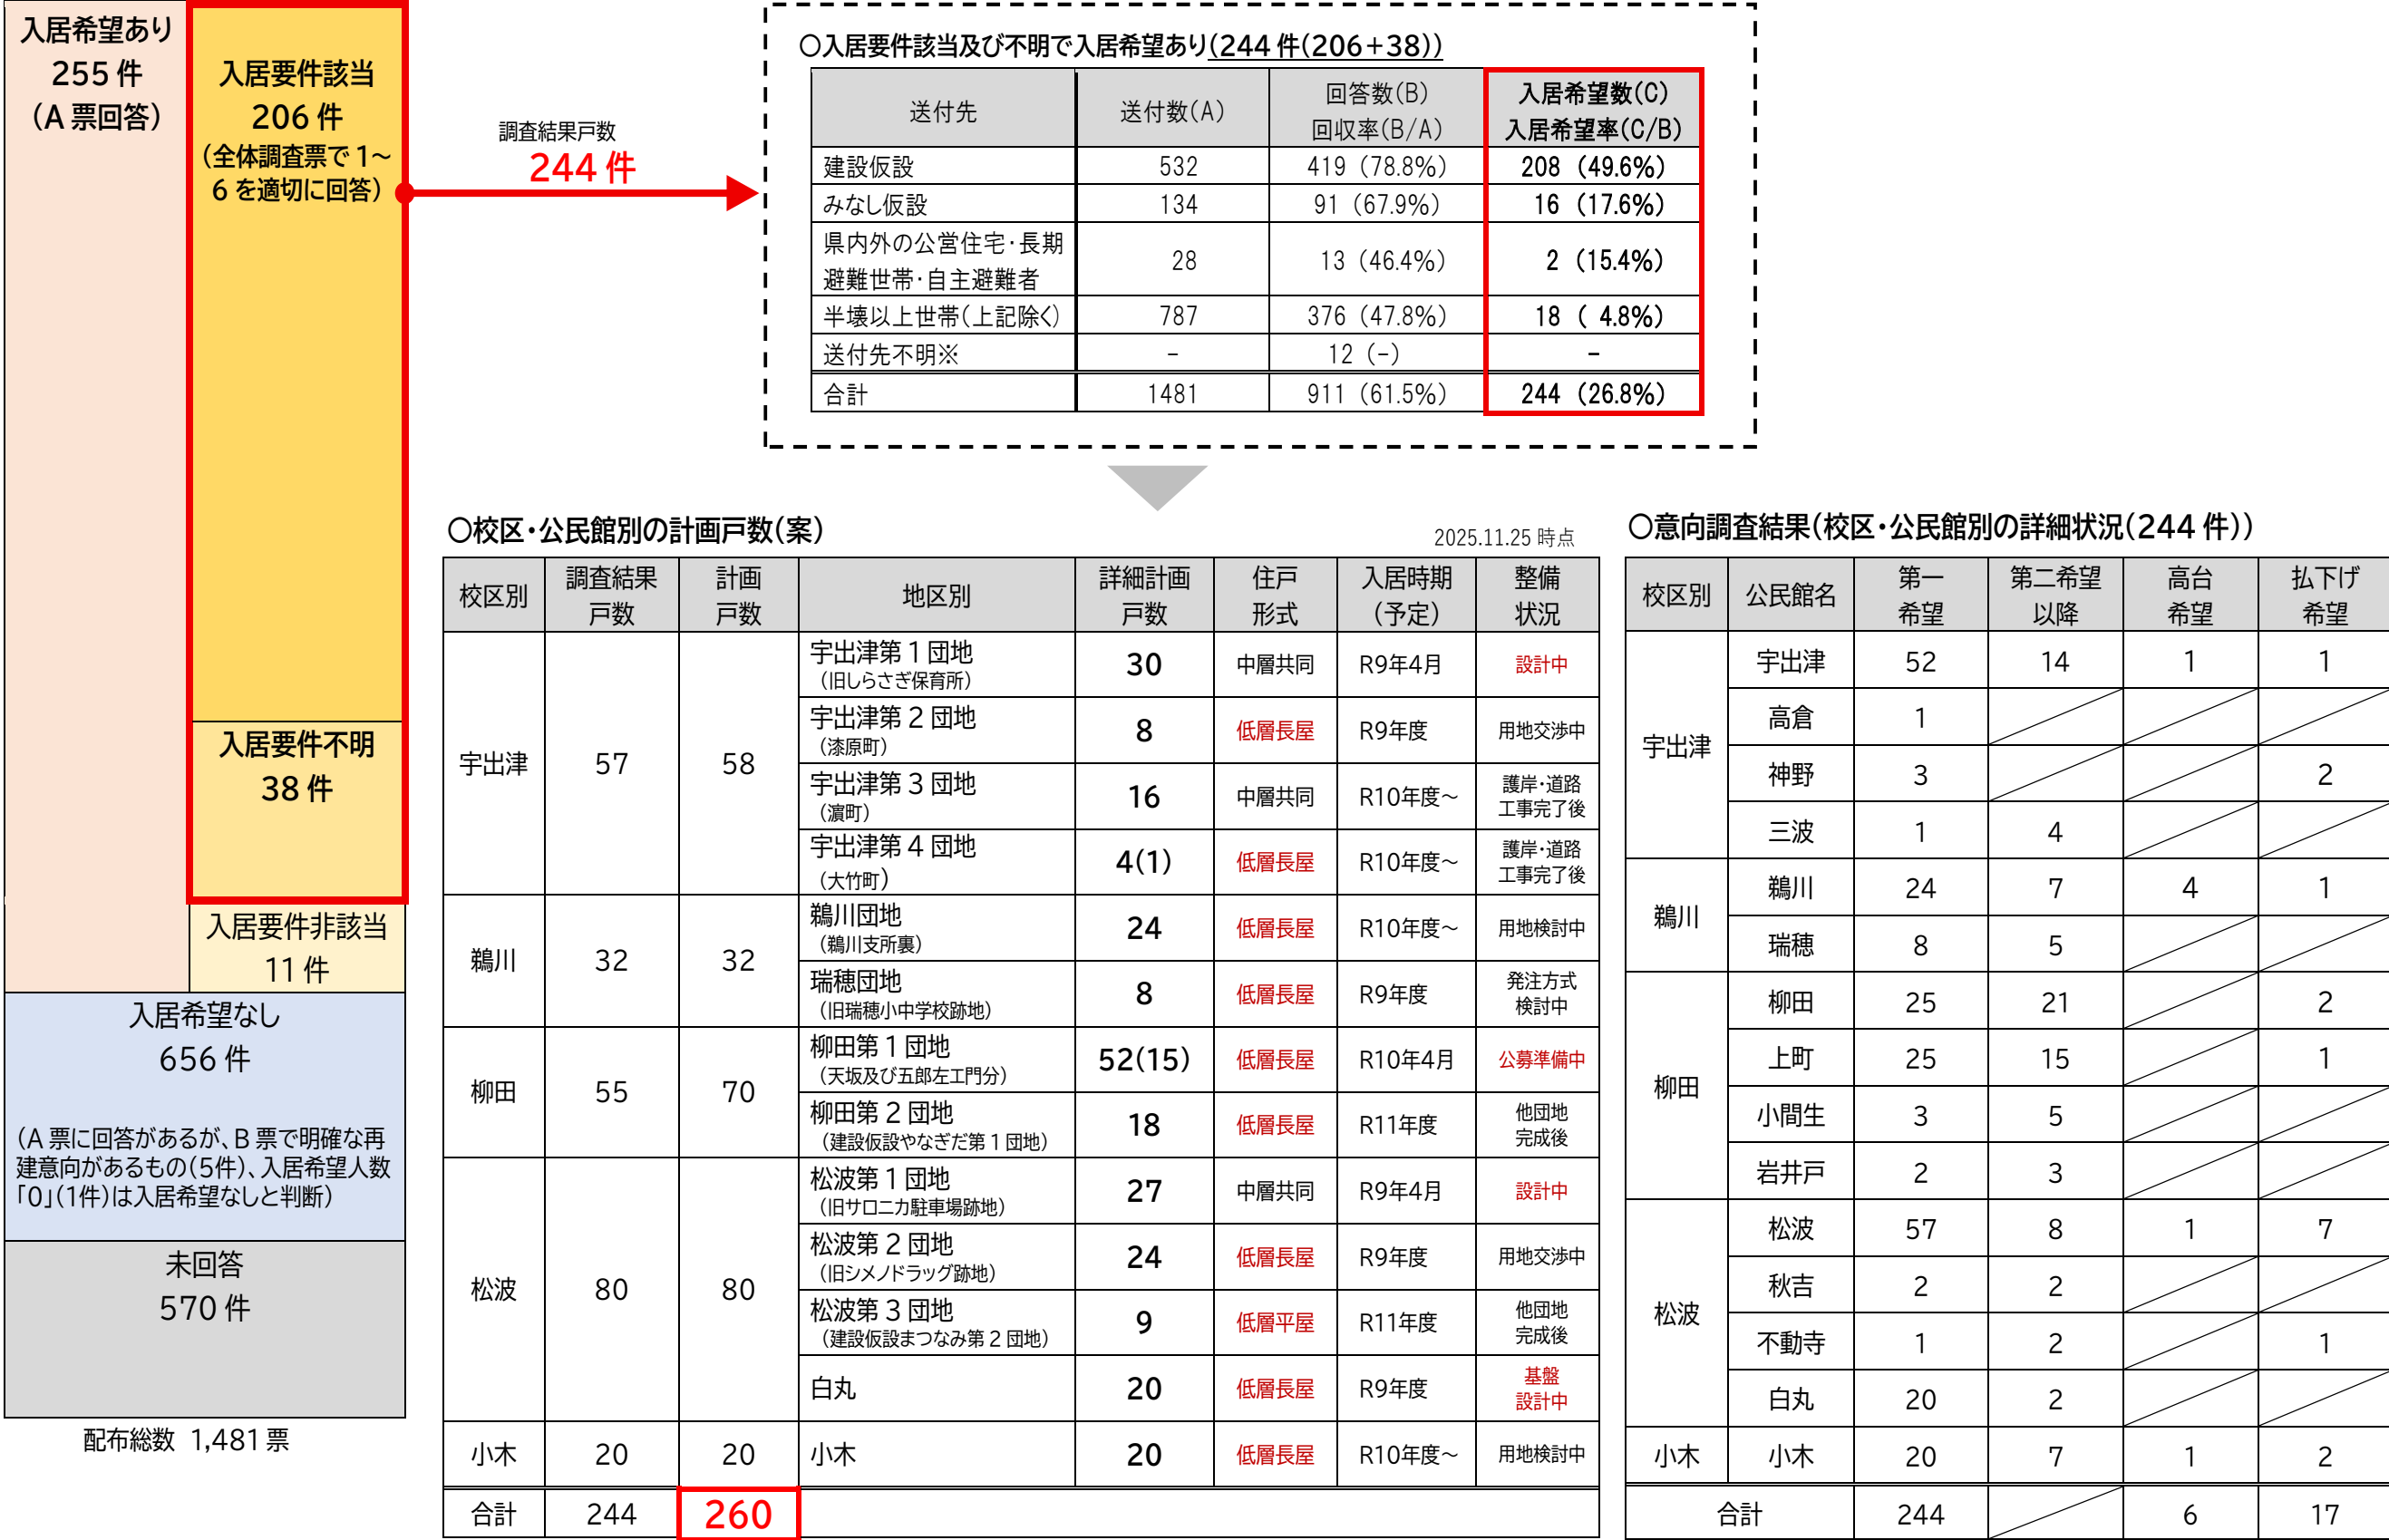 入居希望あり
255 件
（A 票回答）
入居要件該当
206 件
（全体調査票で 1～
6 を適切に回答）
入居要件不明
38 件
入居要件非該当
11 件
入居希望なし
656 件
（A 票に回答があるが、B 票で明確な再
建意向があるもの（5件）、入居希望人数
「0」（1件）は入居希望なしと判断）
未回答
570 件
配布総数 1,481 票
調査結果戸数
244 件
〇入居要件該当及び不明で入居希望あり(244 件(206＋38))
送付先 送付数(A) 回答数(B) 入居希望数(C)
回収率(B/A) 入居希望率(C/B)
建設仮設 532 419 (78.8%) 208 (49.6%)
みなし仮設 134 91 (67.9%) 16 (17.6%)
県内外の公営住宅・長期
避難世帯・自主避難者 28 13 (46.4%) 2 (15.4%)
半壊以上世帯（上記除く） 787 376 (47.8%) 18 ( 4.8%)
送付先不明※ - 12 (-) -
合計 1481 911 (61.5%) 244 (26.8%)
〇校区・公民館別の計画戸数（案）
2025.11.25 時点
校区別 調査結果戸数 計画戸数 地区別 詳細計画戸数 住戸形式 入居時期（予定） 整備状況
宇出津 57 58 宇出津第 1 団地（旧しらさぎ保育所） 30 中層共同 R9年4月 設計中
宇出津第 2 団地（漆原町） 8 低層長屋 R9年度 用地交渉中
宇出津第 3 団地（濵町） 16 中層共同 R10年度～ 護岸・道路工事完了後
宇出津第 4 団地（大竹町） 4(1) 低層長屋 R10年度～ 護岸・道路工事完了後
鵜川 32 32 鵜川団地（鵜川支所裏） 24 低層長屋 R10年度～ 用地検討中
瑞穂団地（旧瑞穂小中学校跡地） 8 低層長屋 R9年度 発注方式検討中
柳田 55 70 柳田第 1 団地（天坂及び五郎左エ門分） 52(15) 低層長屋 R10年4月 公募準備中
柳田第 2 団地（建設仮設やなぎだ第 1 団地） 18 低層長屋 R11年度 他団地完成後
松波 80 80 松波第 1 団地（旧サロニカ駐車場跡地） 27 中層共同 R9年4月 設計中
松波第 2 団地（旧シメノドラッグ跡地） 24 低層長屋 R9年度 用地交渉中
松波第 3 団地（建設仮設まつなみ第 2 団地） 9 低層平屋 R11年度 他団地完成後
白丸 20 低層長屋 R9年度 基盤設計中
小木 20 20 小木 20 低層長屋 R10年度～ 用地検討中
合計 244 260
〇意向調査結果（校区・公民館別の詳細状況（244 件））
校区別 公民館名 第一希望 第二希望以降 高台希望 払下げ希望
宇出津 宇出津 52 14 1 1
高倉 1
神野 3 2
三波 1 4
鵜川 鵜川 24 7 4 1
瑞穂 8 5
柳田 柳田 25 21 2
上町 25 15 1
小間生 3 5
岩井戸 2 3
松波 松波 57 8 1 7
秋吉 2 2
不動寺 1 2 1
白丸 20 2
小木 小木 20 7 1 2
合計 244 6 17